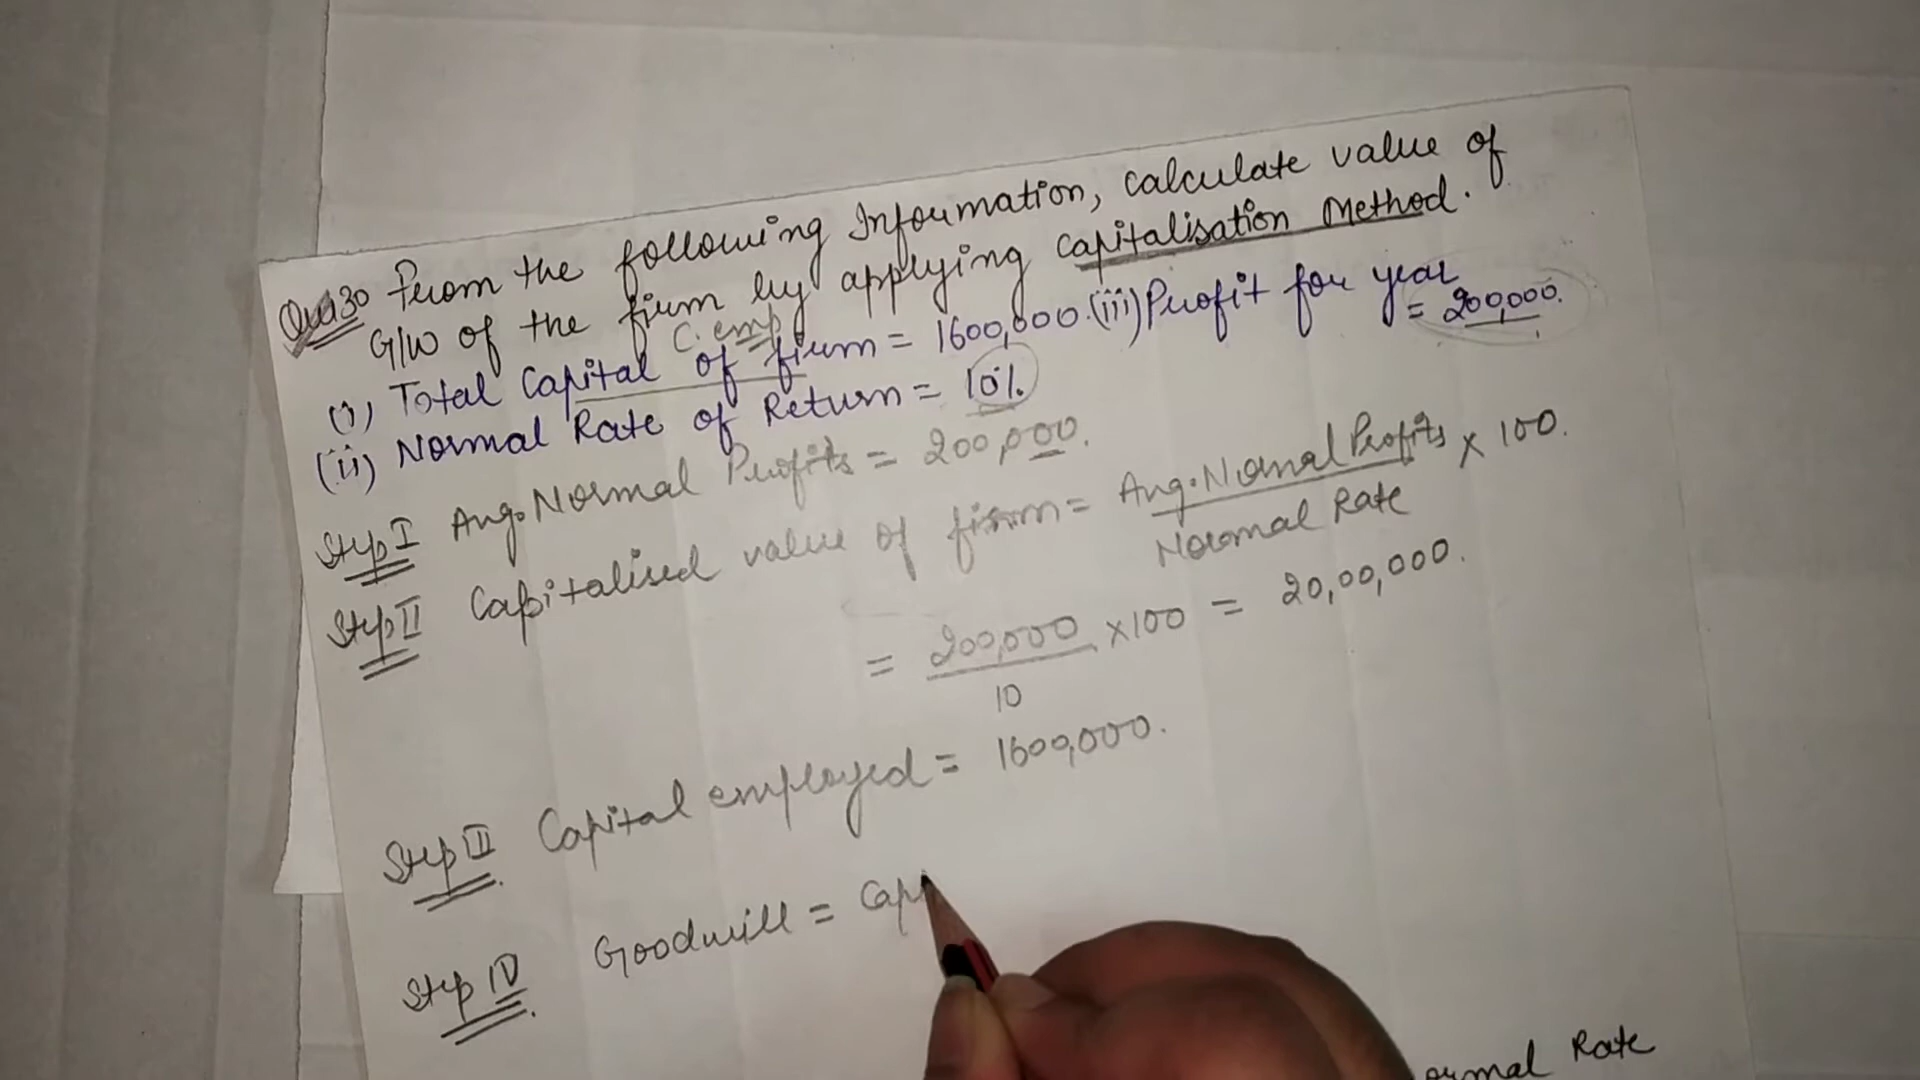 Que30 From the following Information, calculate value of
G/W of the firm by applying capitalisation Method.
C. emp
(i) Total Capital of firm = 1600,000. (iii) Profit for year
= 200,000.
(ii) Normal Rate of Return = 10%.
Step I Avg. Normal Profits = 200,000.
Step II Capitalised value of firm = Avg. Normal Profits × 100.
Normal Rate
= 200,000 ×100 = 20,00,000.
10
Step III Capital employed = 1600,000.
Step IV Goodwill = Cap
ormal Rate